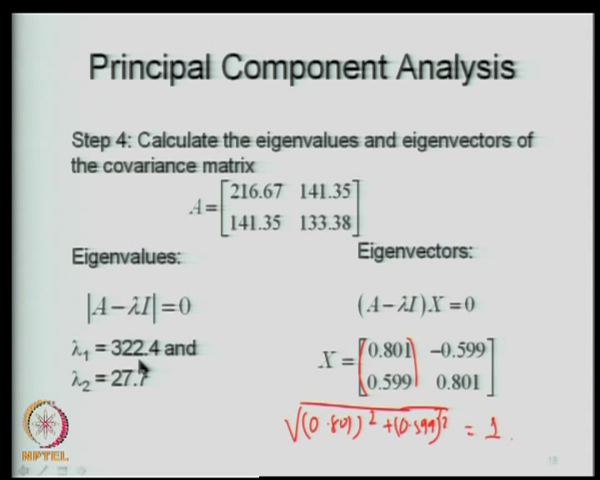 Principal Component Analysis
Step 4: Calculate the eigenvalues and eigenvectors of
the covariance matrix
A = [216.67 141.35
141.35 133.38]
Eigenvalues:
Eigenvectors:
|A − λI| = 0
(A − λI)X = 0
λ1 = 322.4 and
λ2 = 27.7
X = [0.801 −0.599
0.599 0.801]
√(0.801)² + (0.599)² = 1.
NPTEL
18